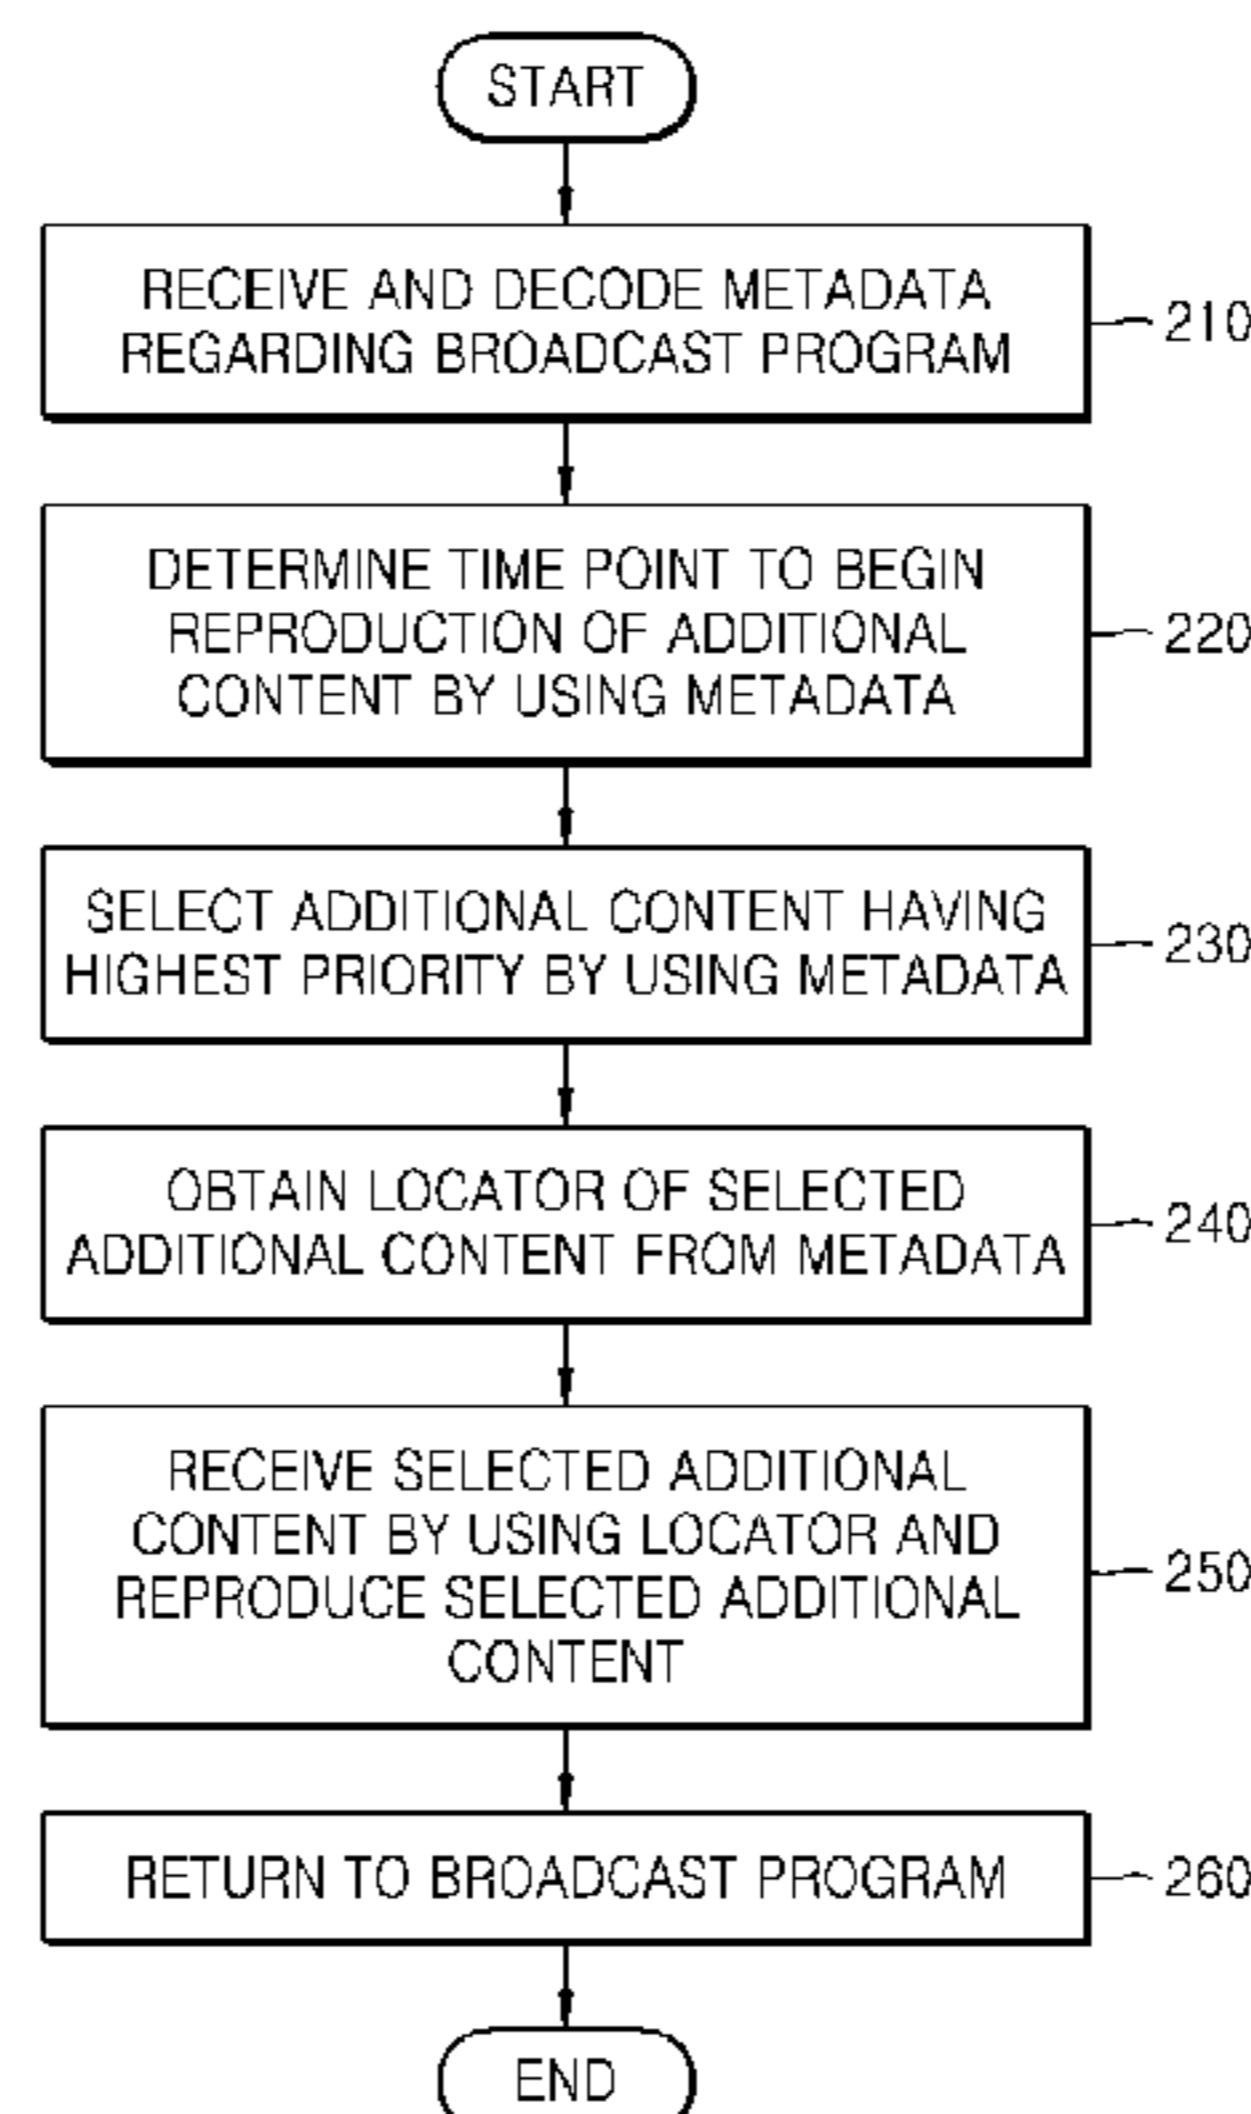 START
RECEIVE AND DECODE METADATA
REGARDING BROADCAST PROGRAM
210
DETERMINE TIME POINT TO BEGIN
REPRODUCTION OF ADDITIONAL
CONTENT BY USING METADATA
220
SELECT ADDITIONAL CONTENT HAVING
HIGHEST PRIORITY BY USING METADATA
230
OBTAIN LOCATOR OF SELECTED
ADDITIONAL CONTENT FROM METADATA
240
RECEIVE SELECTED ADDITIONAL
CONTENT BY USING LOCATOR AND
REPRODUCE SELECTED ADDITIONAL
CONTENT
250
RETURN TO BROADCAST PROGRAM
260
END